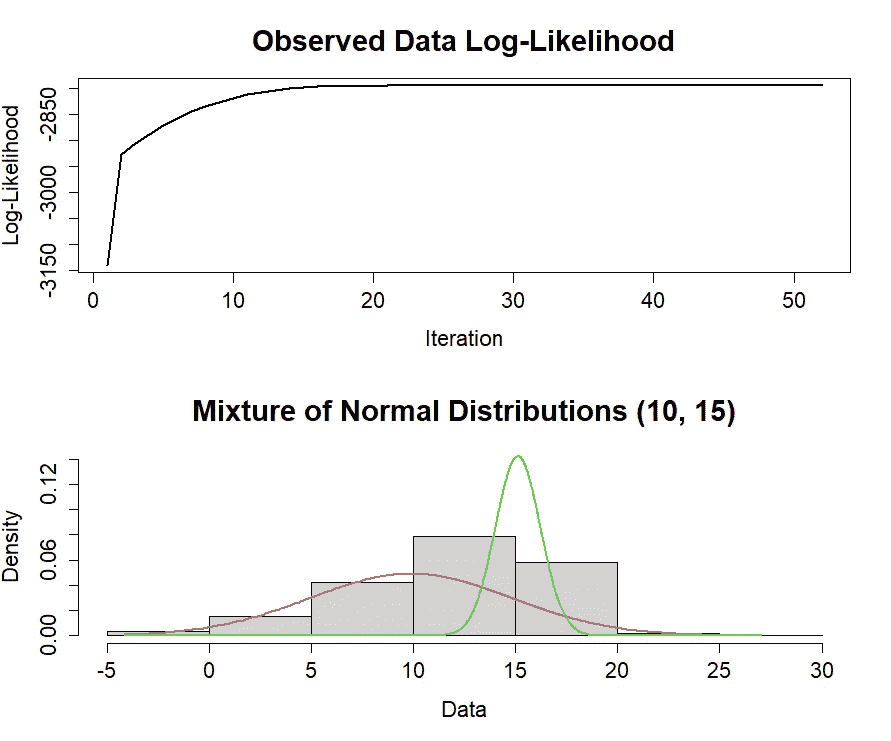 Observed Data Log-Likelihood
Log-Likelihood
-2850
-3000
-3150
0 10 20 30 40 50
Iteration
Mixture of Normal Distributions (10, 15)
Density
0.12
0.06
0.00
-5 0 5 10 15 20 25 30
Data